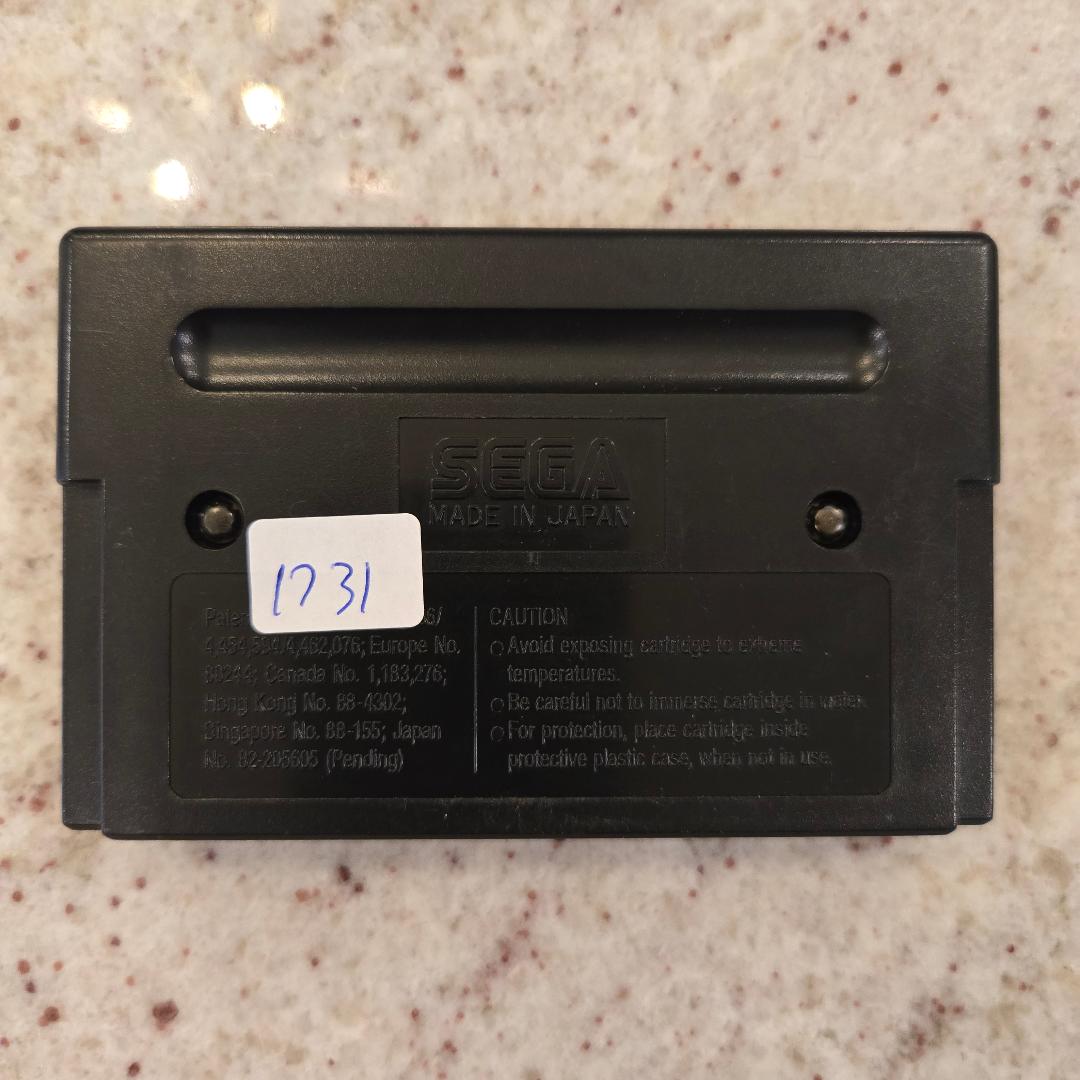 SEGA
MADE IN JAPAN
1731
6/
4,454,594/4,462,076; Europe No.
80244; Canada No. 1,183,276;
Hong Kong No. 88-4302;
Singapore No. 88-155; Japan
No. 82-205605 (Pending)
CAUTION
○ Avoid exposing cartridge to extreme
temperatures.
○ Be careful not to immerse cartridge in water.
○ For protection, place cartridge inside
protective plastic case, when not in use.